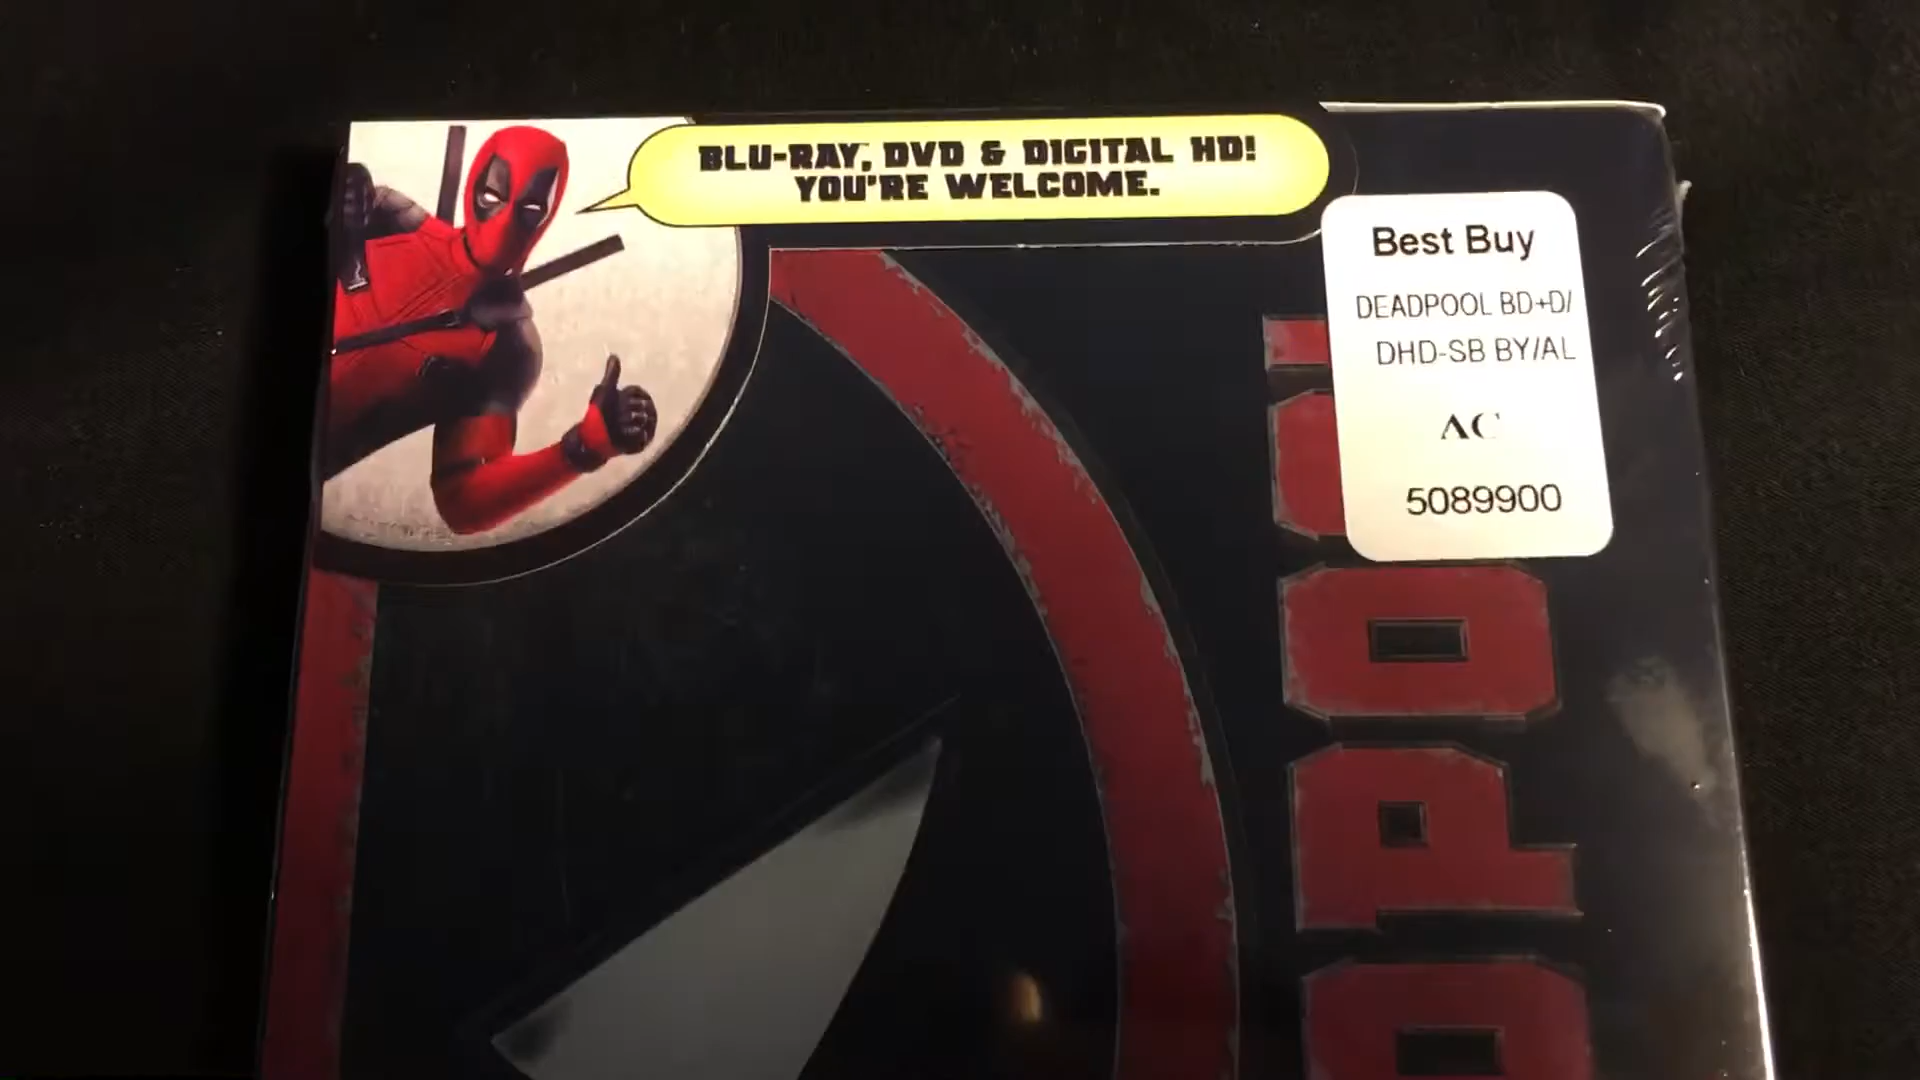 BLU-RAY, DVD & DIGITAL HD!
YOU'RE WELCOME.
Best Buy
DEADPOOL BD+D/
DHD-SB BY/AL
AC
5089900